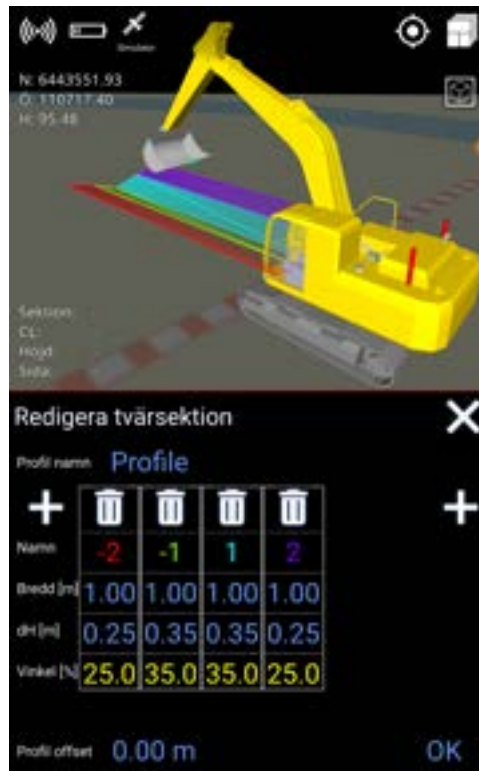 Simulator
N: 6443551.93
Ö: 110717.40
H: 95.48
Sektion:
CL:
Höjd:
Sida:
Redigera tvärsektion
Profil namn Profile
Namn -2 -1 1 2
Bredd [m] 1.00 1.00 1.00 1.00
dH [m] 0.25 0.35 0.35 0.25
Vinkel [%] 25.0 35.0 35.0 25.0
Profil offset 0.00 m OK